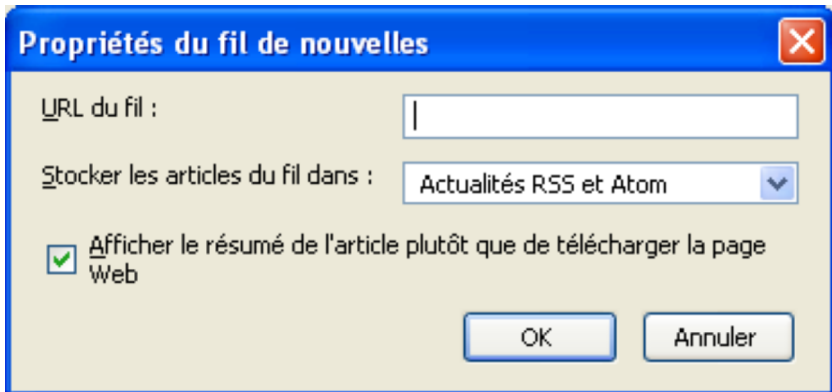 Propriétés du fil de nouvelles
URL du fil :
Stocker les articles du fil dans :
Actualités RSS et Atom
Afficher le résumé de l'article plutôt que de télécharger la page
Web
OK
Annuler